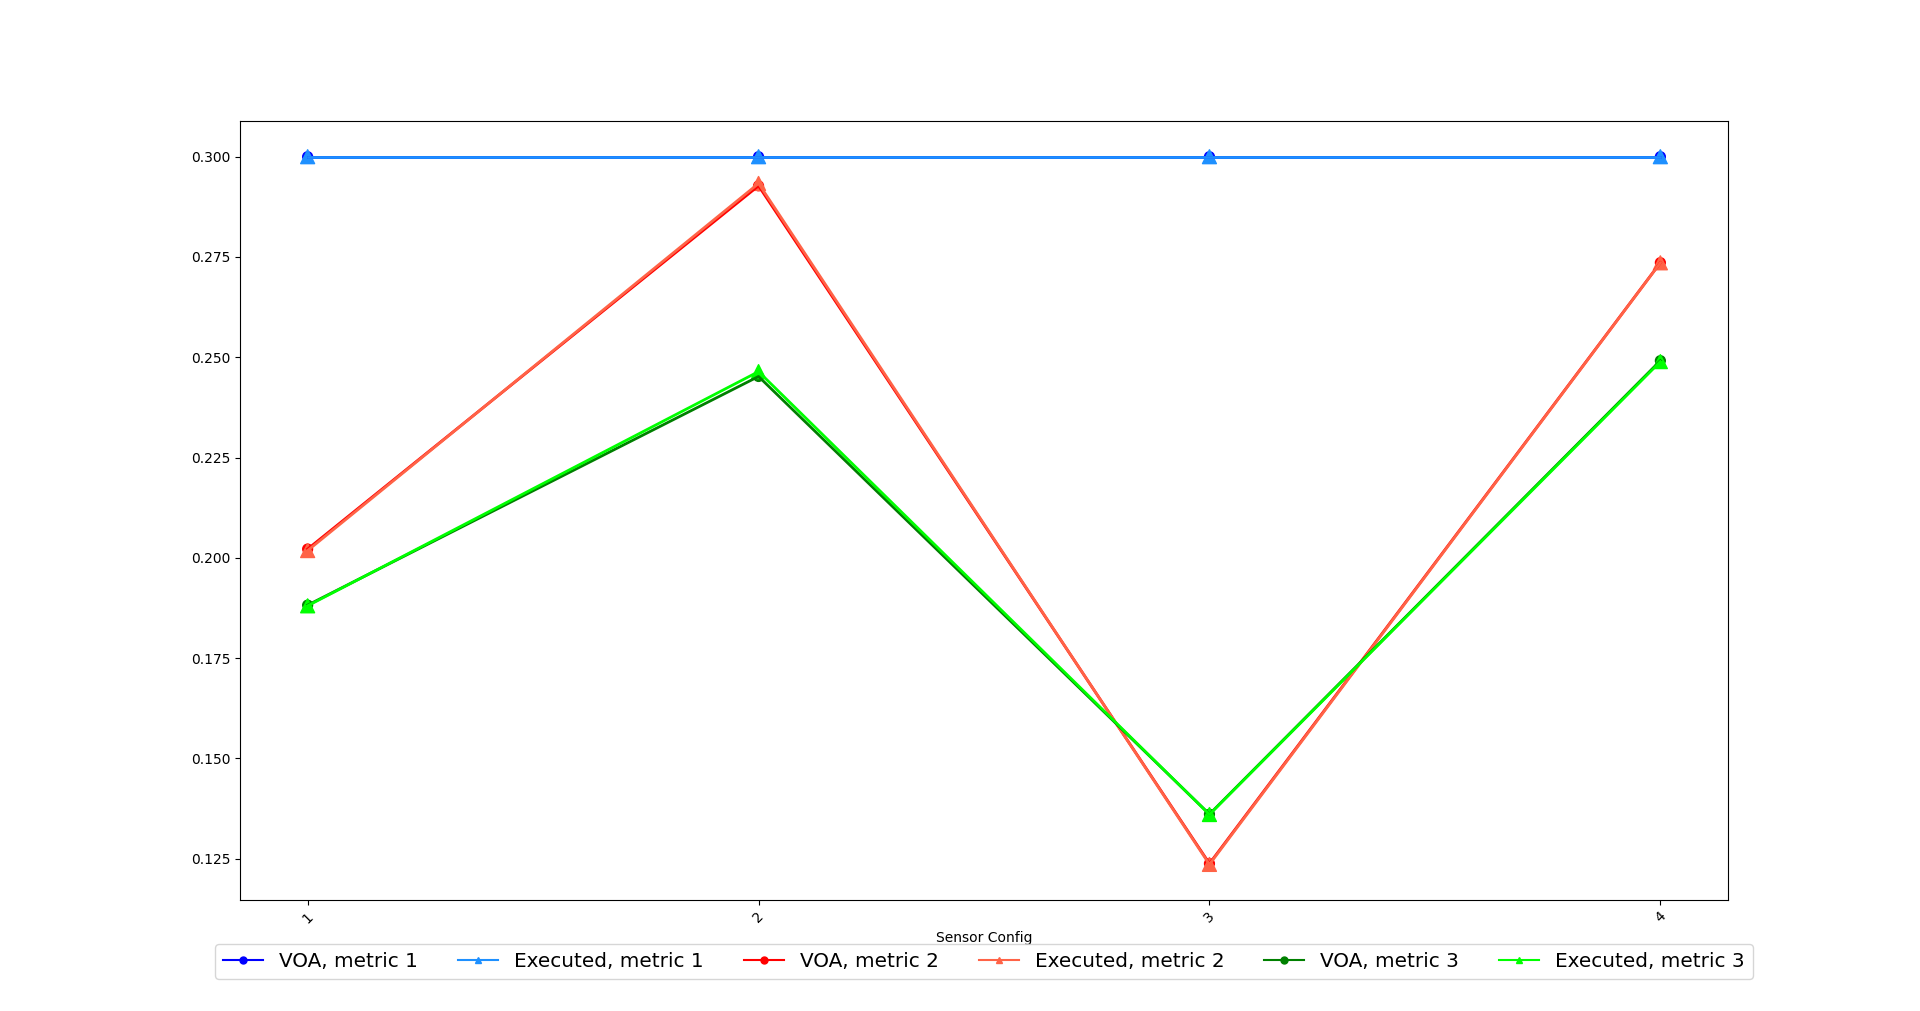 0.300
0.275
0.250
0.225
0.200
0.175
0.150
0.125
1 2 3 4
Sensor Config
VOA, metric 1 Executed, metric 1 VOA, metric 2 Executed, metric 2 VOA, metric 3 Executed, metric 3